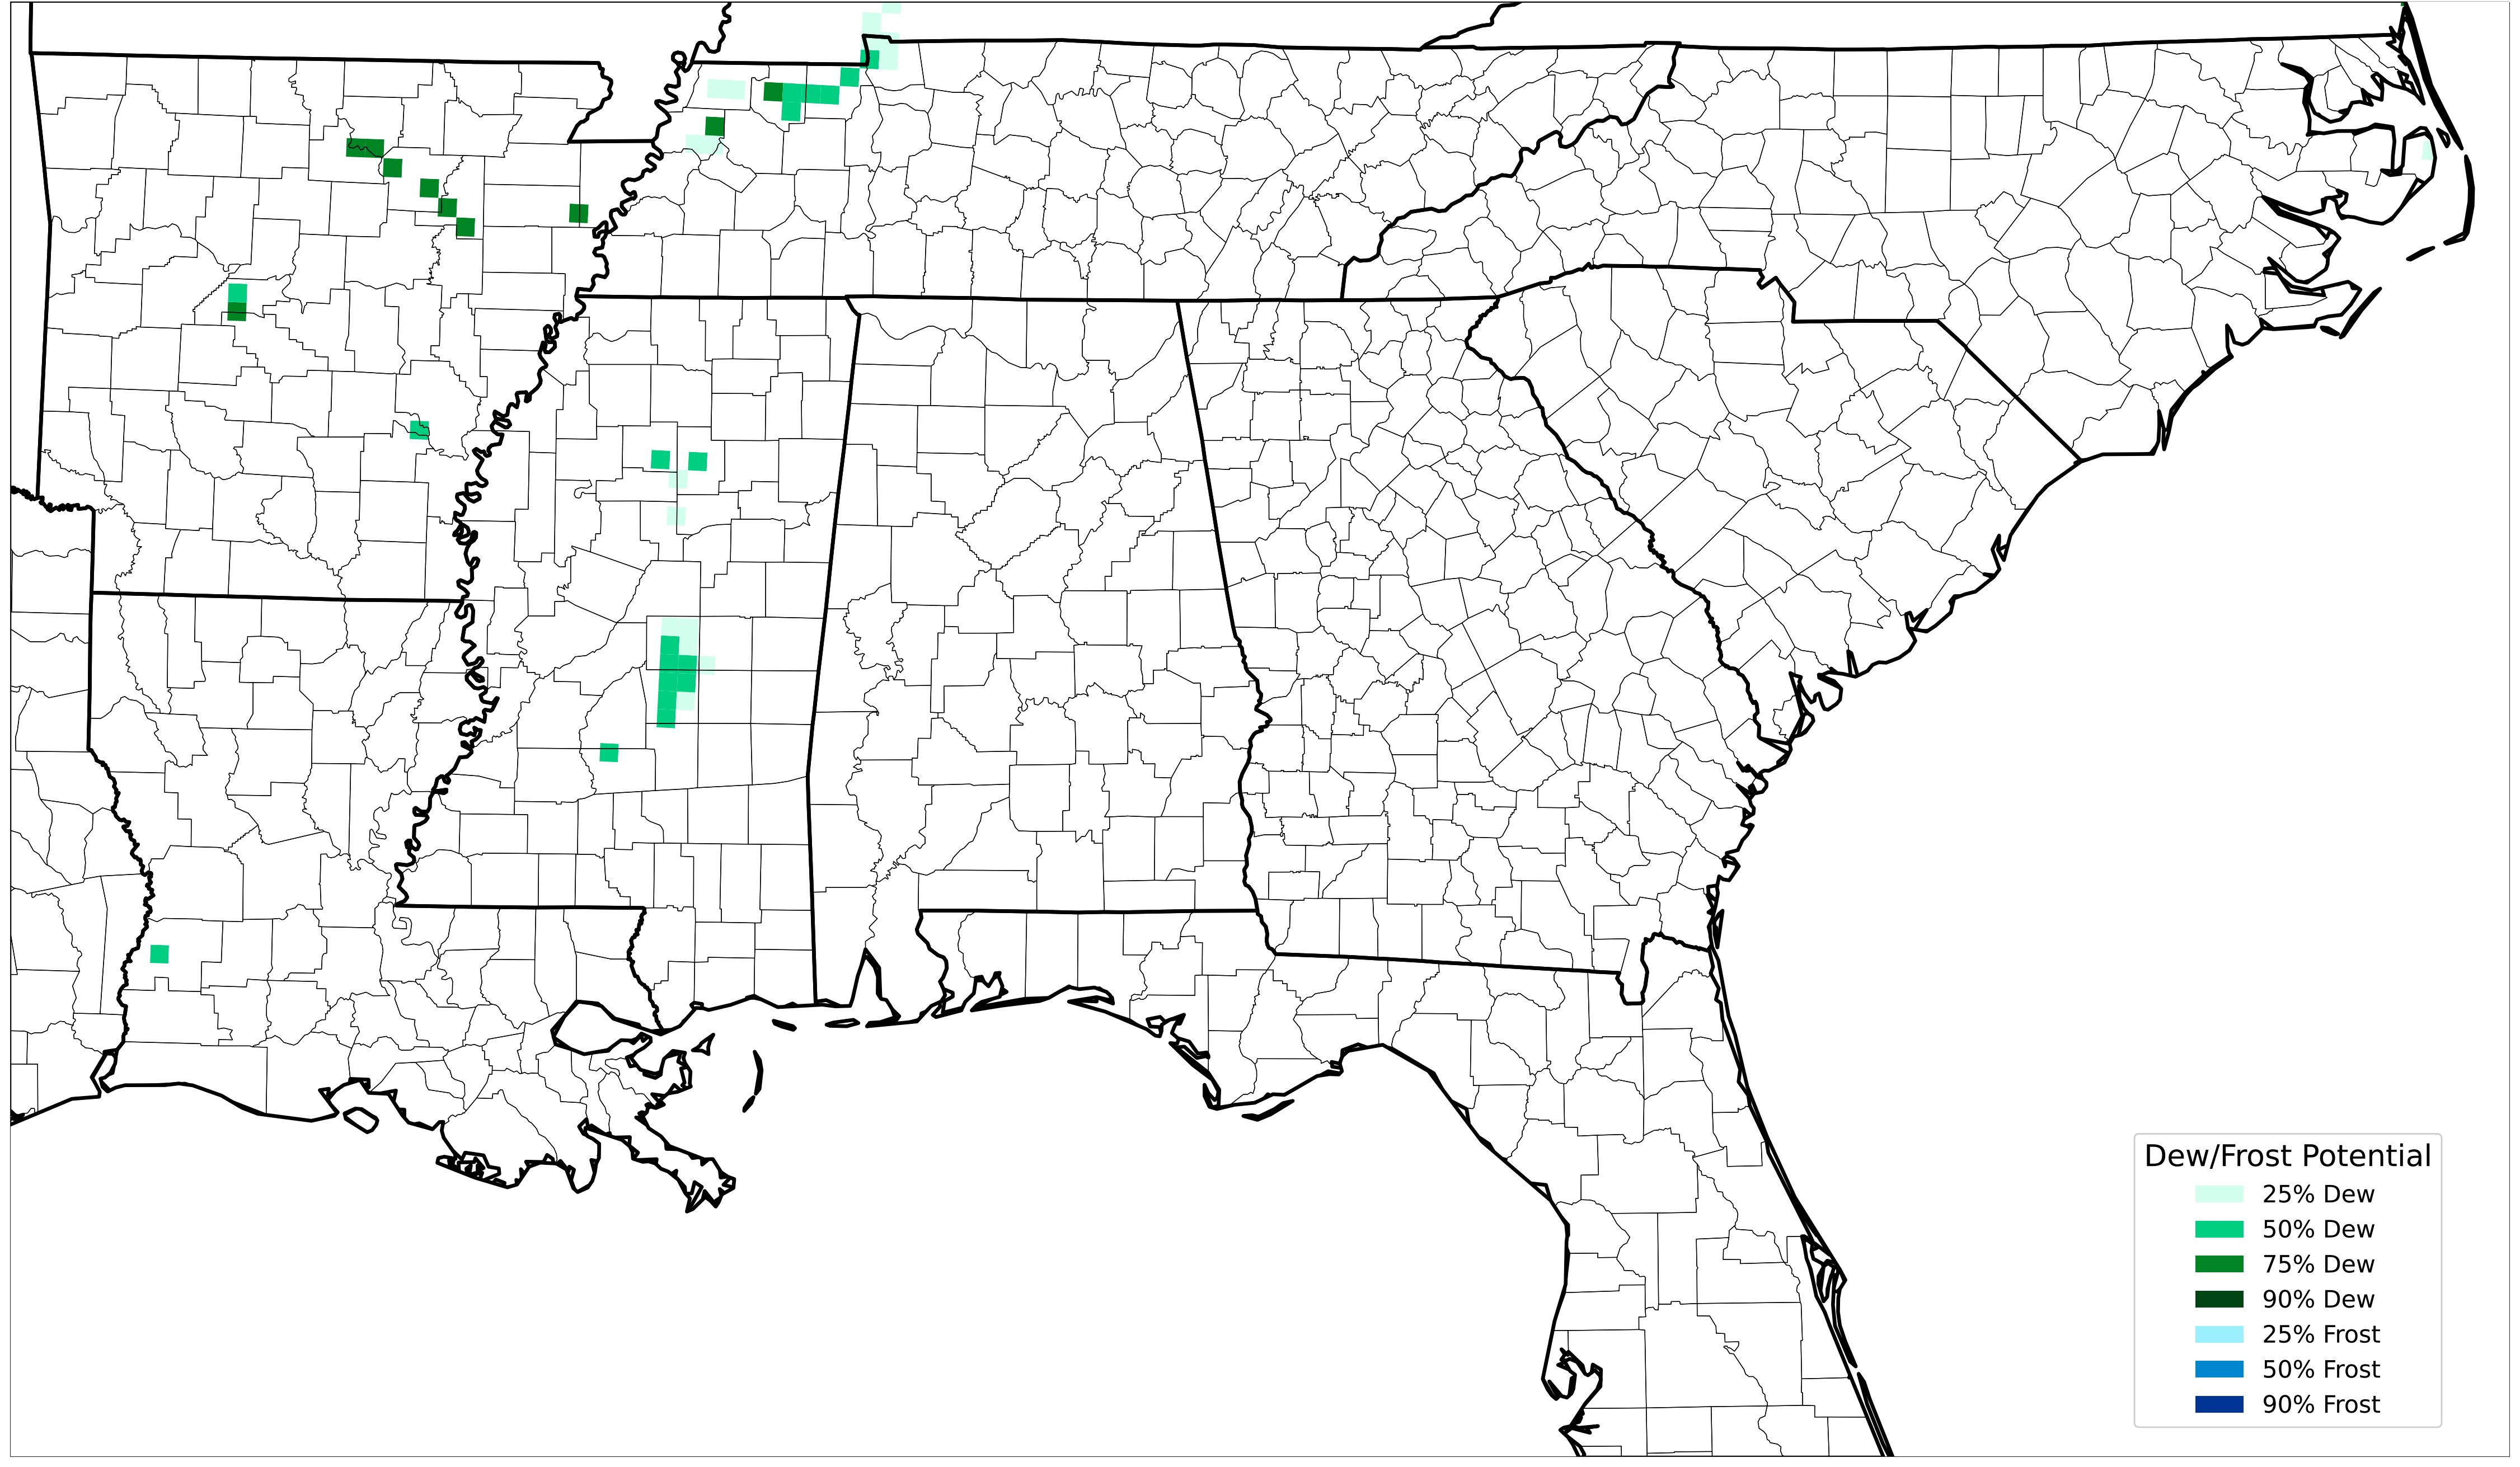 Dew/Frost Potential
25% Dew
50% Dew
75% Dew
90% Dew
25% Frost
50% Frost
90% Frost